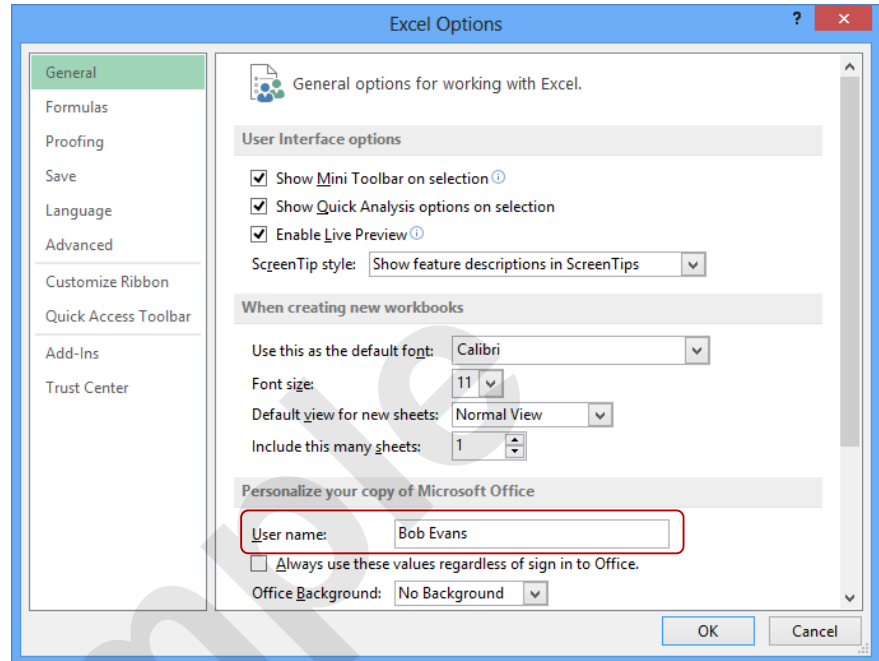 Excel Options
?
General
Formulas
Proofing
Save
Language
Advanced
Customize Ribbon
Quick Access Toolbar
Add-Ins
Trust Center
General options for working with Excel.
User Interface options
Show Mini Toolbar on selection
Show Quick Analysis options on selection
Enable Live Preview
ScreenTip style: Show feature descriptions in ScreenTips
When creating new workbooks
Use this as the default font: Calibri
Font size: 11
Default view for new sheets: Normal View
Include this many sheets: 1
Personalize your copy of Microsoft Office
User name: Bob Evans
Always use these values regardless of sign in to Office.
Office Background: No Background
OK Cancel
mple